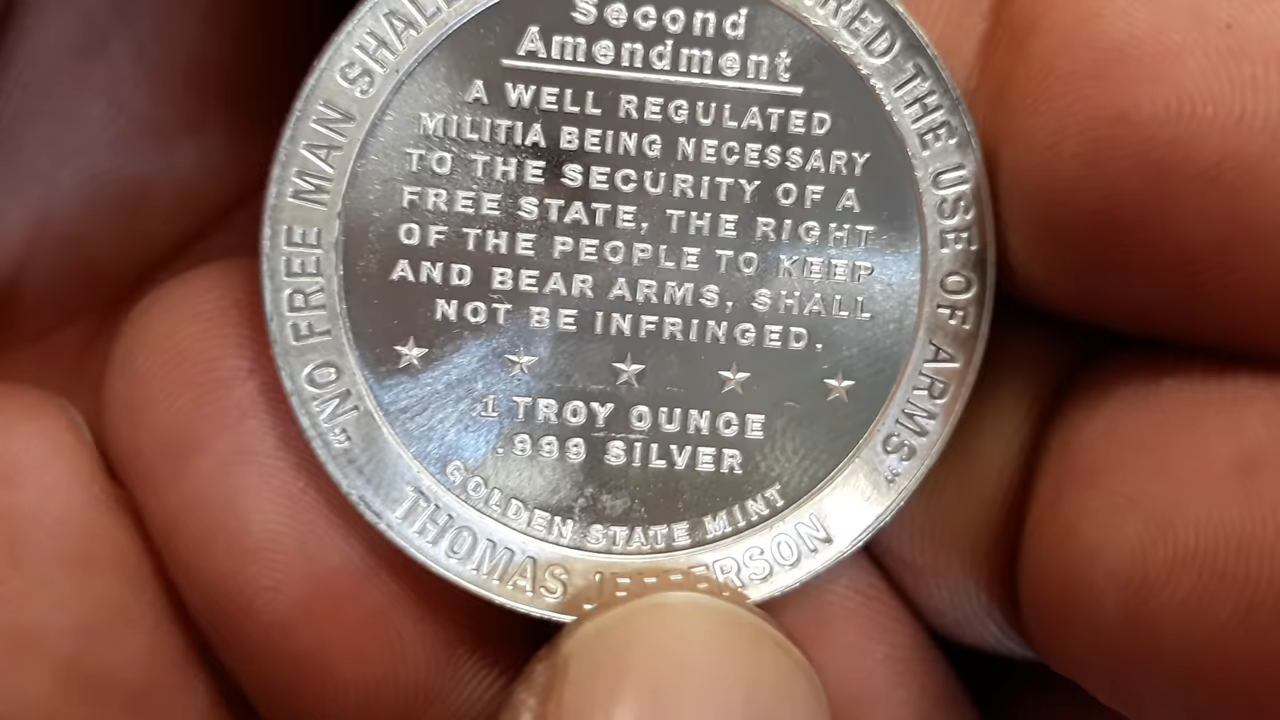 Second
Amendment
A WELL REGULATED
MILITIA BEING NECESSARY
TO THE SECURITY OF A
FREE STATE, THE RIGHT
OF THE PEOPLE TO KEEP
AND BEAR ARMS, SHALL
NOT BE INFRINGED.
1 TROY OUNCE
.999 SILVER
GOLDEN STATE MINT
"NO FREE MAN SHALL
THE USE OF ARMS"
THOMAS JEFFERSON